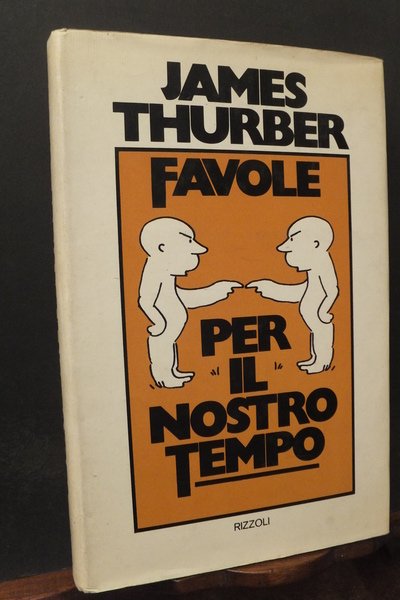 JAMES
THURBER
FAVOLE
PER
IL
NOSTRO
TEMPO
RIZZOLI